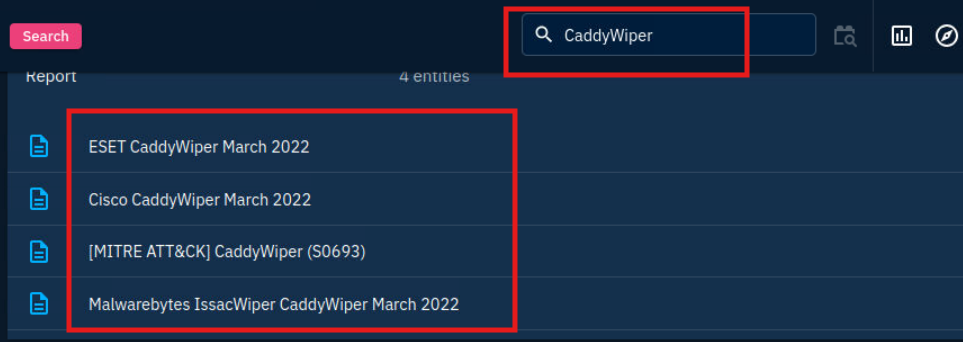 Search
CaddyWiper
Report
4 entities
ESET CaddyWiper March 2022
Cisco CaddyWiper March 2022
[MITRE ATT&CK] CaddyWiper (S0693)
Malwarebytes IssacWiper CaddyWiper March 2022